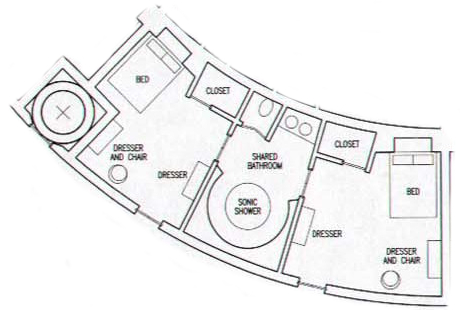 BED
CLOSET
DRESSER
AND CHAIR
DRESSER
SHARED
BATHROOM
SONIC
SHOWER
CLOSET
BED
DRESSER
DRESSER
AND CHAIR